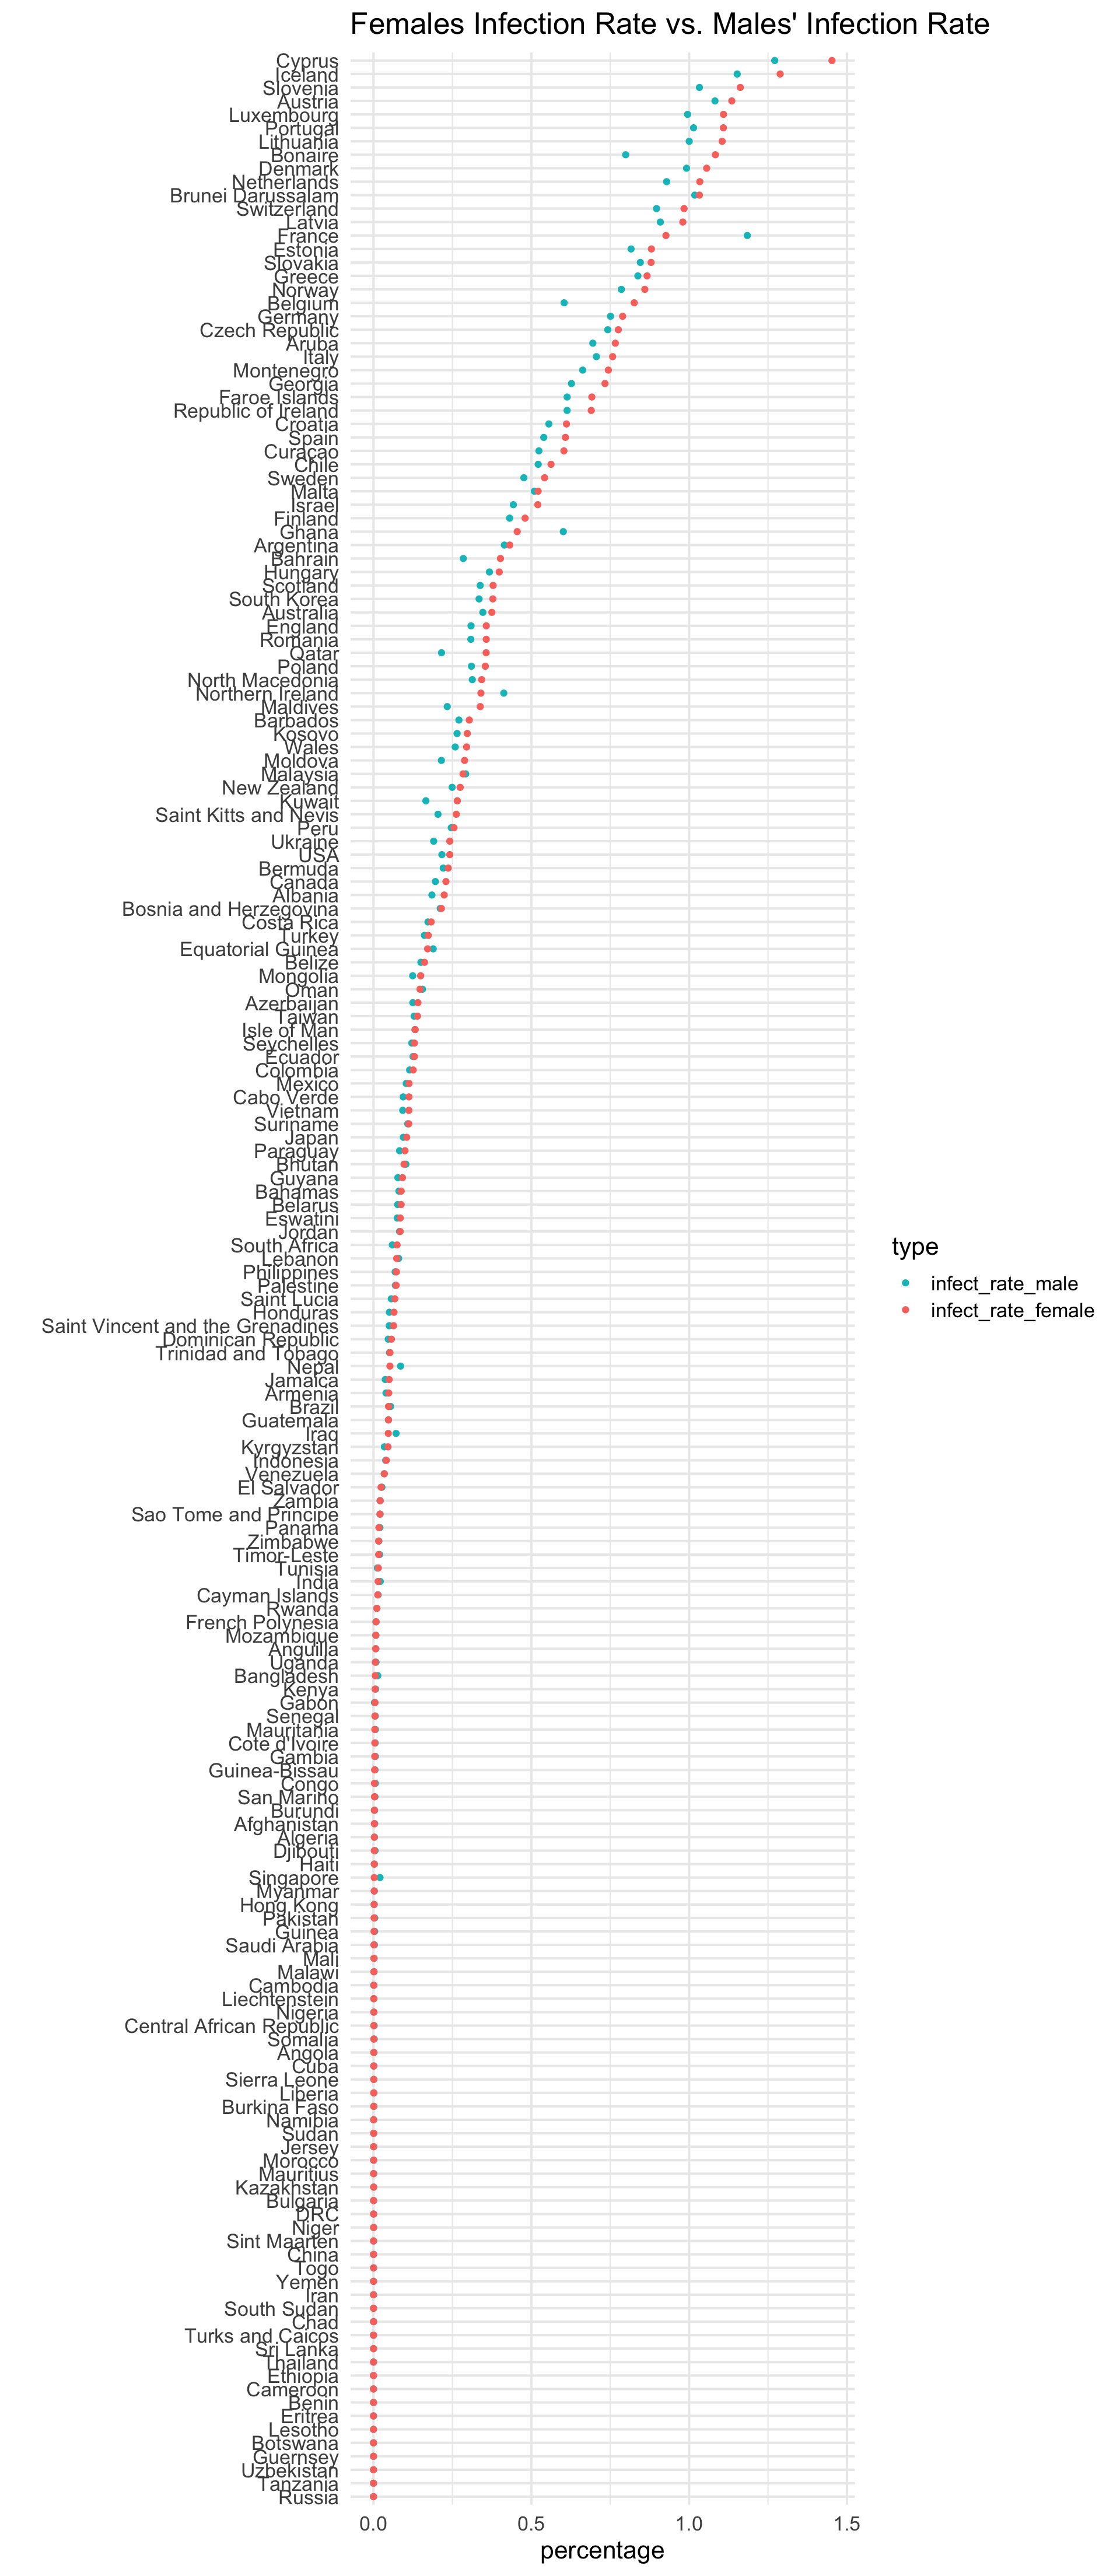 Females Infection Rate vs. Males' Infection Rate
Cyprus
Iceland
Slovenia
Austria
Luxembourg
Portugal
Lithuania
Bonaire
Denmark
Netherlands
Brunei Darussalam
Switzerland
Latvia
France
Estonia
Slovakia
Greece
Norway
Belgium
Germany
Czech Republic
Aruba
Italy
Montenegro
Georgia
Faroe Islands
Republic of Ireland
Croatia
Spain
Curaçao
Chile
Sweden
Malta
Israel
Finland
Ghana
Argentina
Bahrain
Hungary
Scotland
South Korea
Australia
England
Romania
Qatar
Poland
North Macedonia
Northern Ireland
Maldives
Barbados
Kosovo
Wales
Moldova
Malaysia
New Zealand
Kuwait
Saint Kitts and Nevis
Peru
Ukraine
USA
Bermuda
Canada
Albania
Bosnia and Herzegovina
Costa Rica
Turkey
Equatorial Guinea
Belize
Mongolia
Oman
Azerbaijan
Taiwan
Isle of Man
Seychelles
Ecuador
Colombia
Mexico
Cabo Verde
Vietnam
Suriname
Japan
Paraguay
Bhutan
Guyana
Bahamas
Belarus
Eswatini
Jordan
South Africa
Lebanon
Philippines
Palestine
Saint Lucia
Honduras
Saint Vincent and the Grenadines
Dominican Republic
Trinidad and Tobago
Nepal
Jamaica
Armenia
Brazil
Guatemala
Iraq
Kyrgyzstan
Indonesia
Venezuela
El Salvador
Zambia
Sao Tome and Principe
Panama
Zimbabwe
Timor-Leste
Tunisia
India
Cayman Islands
Rwanda
French Polynesia
Mozambique
Anguilla
Uganda
Bangladesh
Kenya
Gabon
Senegal
Mauritania
Cote d'Ivoire
Gambia
Guinea-Bissau
Congo
San Marino
Burundi
Afghanistan
Algeria
Djibouti
Haiti
Singapore
Myanmar
Hong Kong
Pakistan
Guinea
Saudi Arabia
Mali
Malawi
Cambodia
Liechtenstein
Nigeria
Central African Republic
Somalia
Angola
Cuba
Sierra Leone
Liberia
Burkina Faso
Namibia
Sudan
Jersey
Morocco
Mauritius
Kazakhstan
Bulgaria
DRC
Niger
Sint Maarten
China
Togo
Yemen
Iran
South Sudan
Chad
Turks and Caicos
Sri Lanka
Thailand
Ethiopia
Cameroon
Benin
Eritrea
Lesotho
Botswana
Guernsey
Uzbekistan
Tanzania
Russia
0.0 0.5 1.0 1.5
percentage
type
infect_rate_male
infect_rate_female